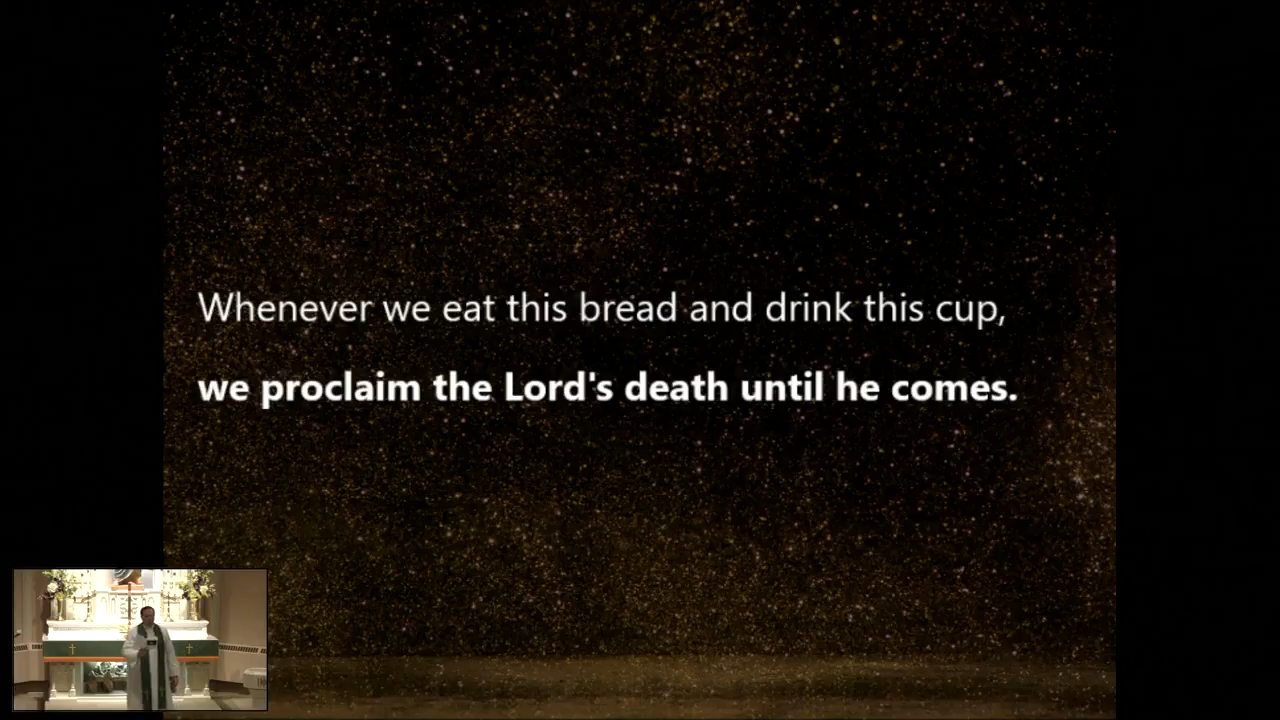 Whenever we eat this bread and drink this cup,
we proclaim the Lord's death until he comes.